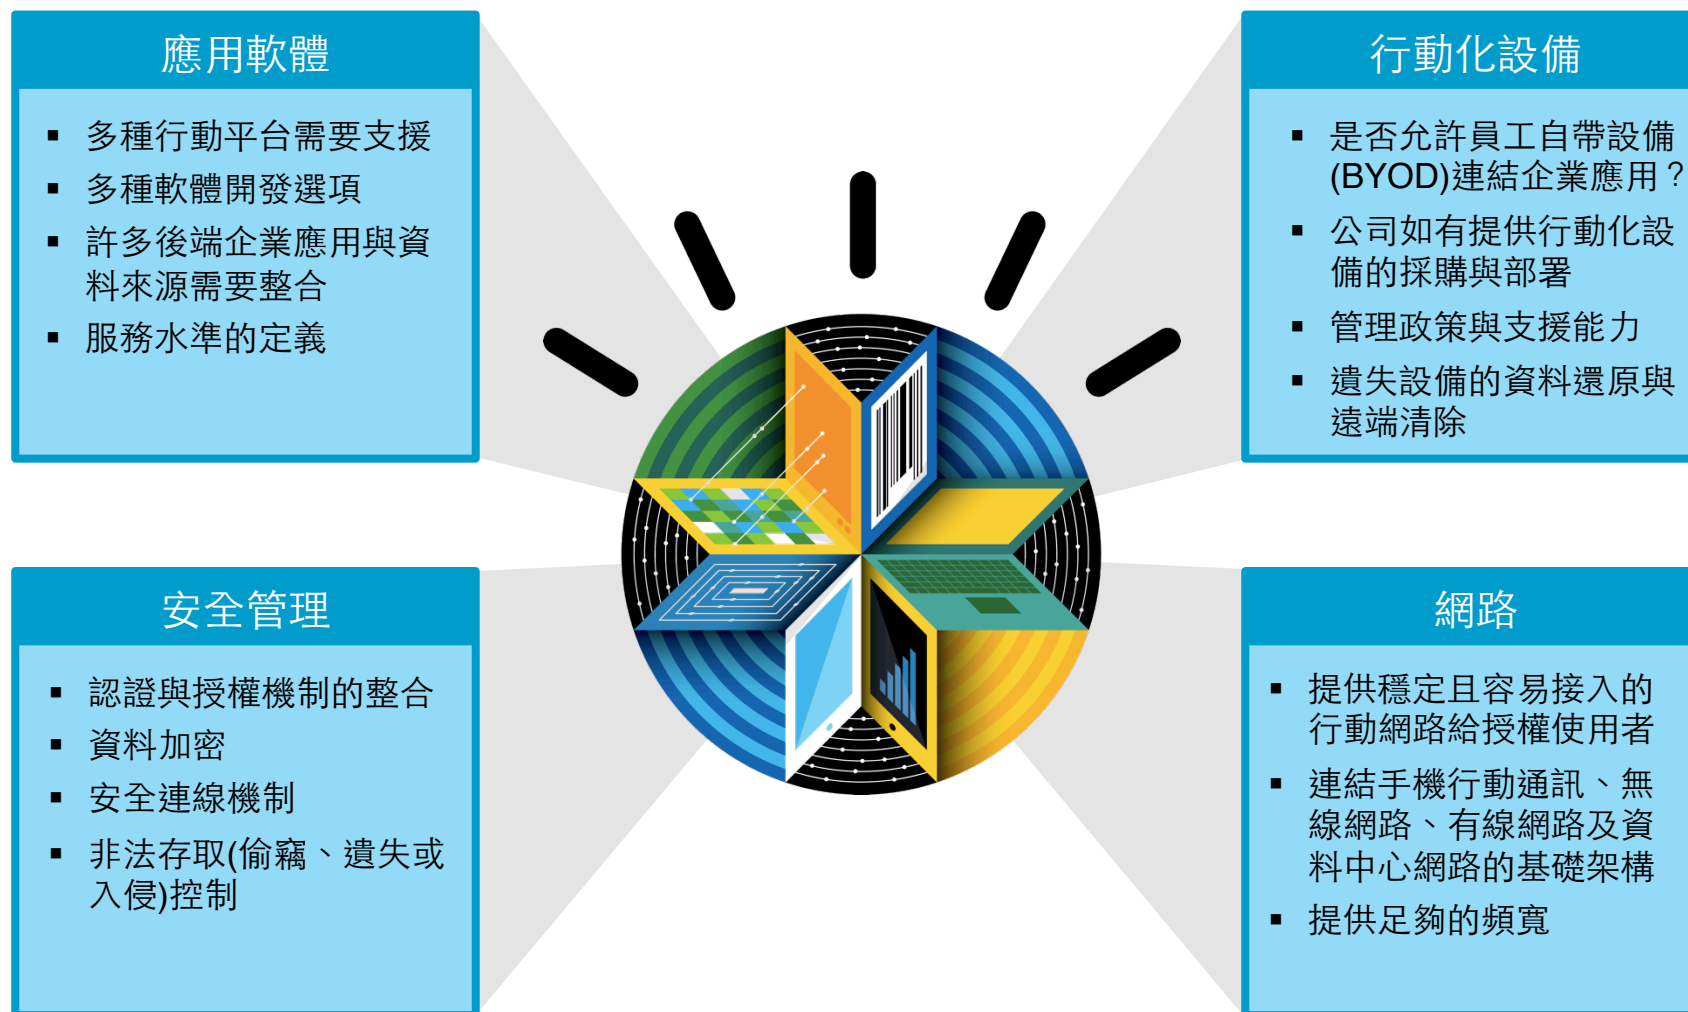 應用軟體
▪ 多種行動平台需要支援
▪ 多種軟體開發選項
▪ 許多後端企業應用與資
料來源需要整合
▪ 服務水準的定義
行動化設備
▪ 是否允許員工自帶設備
(BYOD)連結企業應用？
▪ 公司如有提供行動化設
備的採購與部署
▪ 管理政策與支援能力
▪ 遺失設備的資料還原與
遠端清除
安全管理
▪ 認證與授權機制的整合
▪ 資料加密
▪ 安全連線機制
▪ 非法存取(偷竊、遺失或
入侵)控制
網路
▪ 提供穩定且容易接入的
行動網路給授權使用者
▪ 連結手機行動通訊、無
線網路、有線網路及資
料中心網路的基礎架構
▪ 提供足夠的頻寬